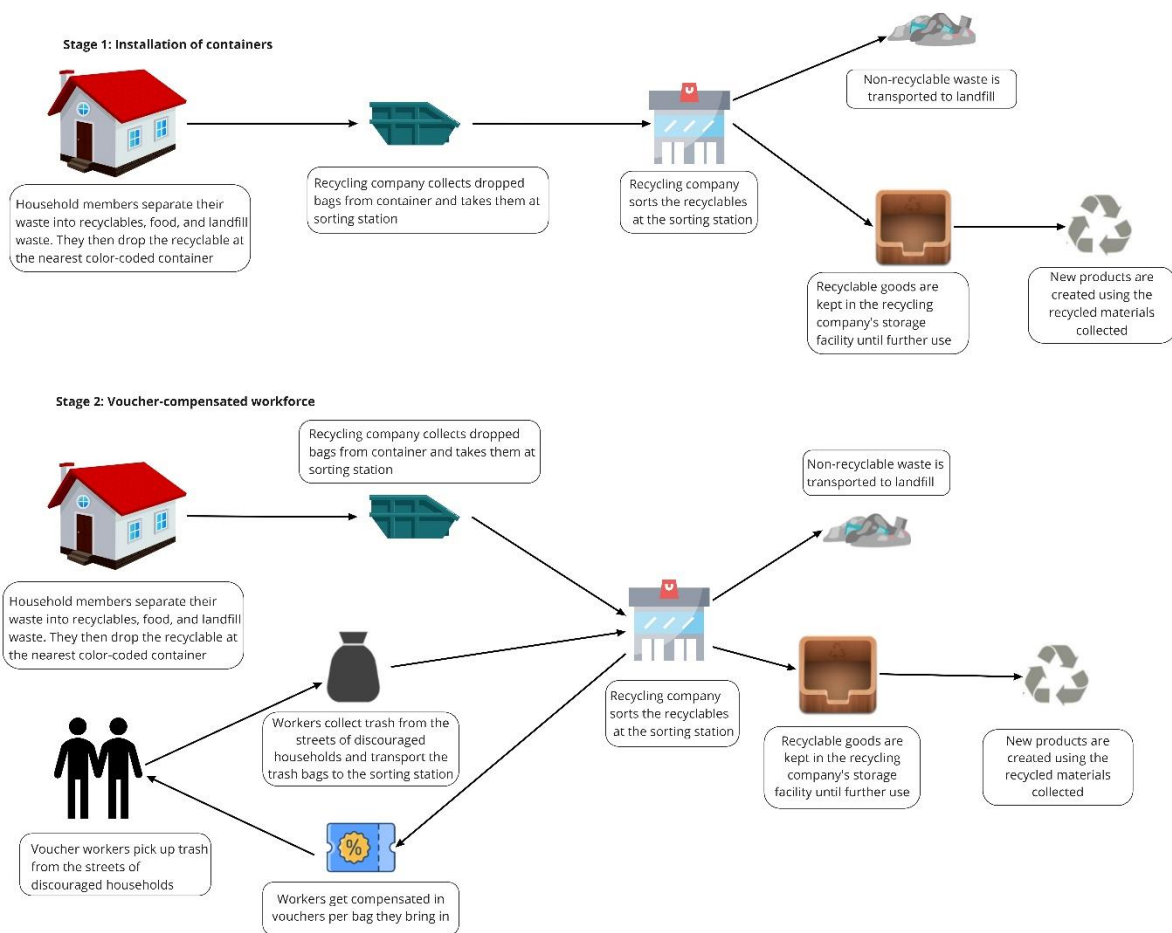 Stage 1: Installation of containers
Household members separate their
waste into recyclables, food, and landfill
waste. They then drop the recyclable at
the nearest color-coded container
Recycling company collects dropped
bags from container and takes them at
sorting station
Recycling company
sorts the recyclables
at the sorting station
Non-recyclable waste is
transported to landfill
Recyclable goods are
kept in the recycling
company's storage
facility until further use
New products are
created using the
recycled materials
collected
Stage 2: Voucher-compensated workforce
Recycling company collects dropped
bags from container and takes them at
sorting station
Household members separate their
waste into recyclables, food, and landfill
waste. They then drop the recyclable at
the nearest color-coded container
Workers collect trash from the
streets of discouraged
households and transport the
trash bags to the sorting station
Voucher workers pick up trash
from the streets of
discouraged households
%
Workers get compensated in
vouchers per bag they bring in
Recycling company
sorts the recyclables
at the sorting station
Non-recyclable waste is
transported to landfill
Recyclable goods are
kept in the recycling
company's storage
facility until further use
New products are
created using the
recycled materials
collected